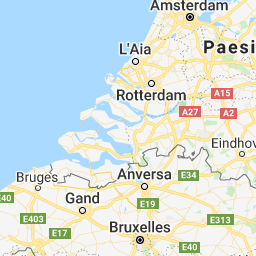 Amsterdam
L'Aia
Paesi
Rotterdam
A15
A27
A2
Eindhov
Bruges
Anversa
E34
E40
Gand
E19
E403
E313
E17
Bruxelles
E40